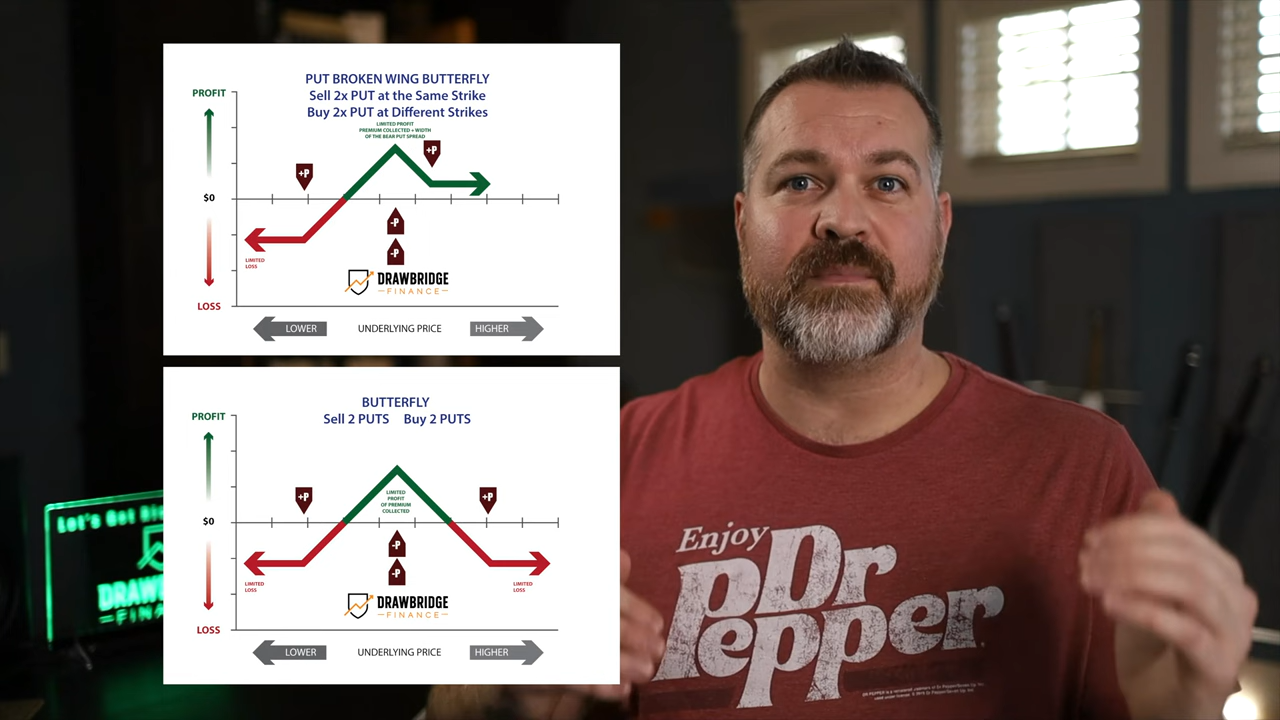 PUT BROKEN WING BUTTERFLY
Sell 2x PUT at the Same Strike
Buy 2x PUT at Different Strikes
LIMITED PROFIT
PREMIUM COLLECTED + WIDTH
OF THE BEAR PUT SPREAD
PROFIT
+P
+P
$0
-P
-P
LIMITED
LOSS
DRAWBRIDGE
FINANCE
LOSS
LOWER
UNDERLYING PRICE
HIGHER
BUTTERFLY
Sell 2 PUTS Buy 2 PUTS
PROFIT
+P
+P
LIMITED
PROFIT
OF PREMIUM
COLLECTED
$0
-P
-P
LIMITED
LOSS
LIMITED
LOSS
DRAWBRIDGE
FINANCE
LOSS
LOWER
UNDERLYING PRICE
HIGHER
Let's Get
Enjoy
Dr
Pepper